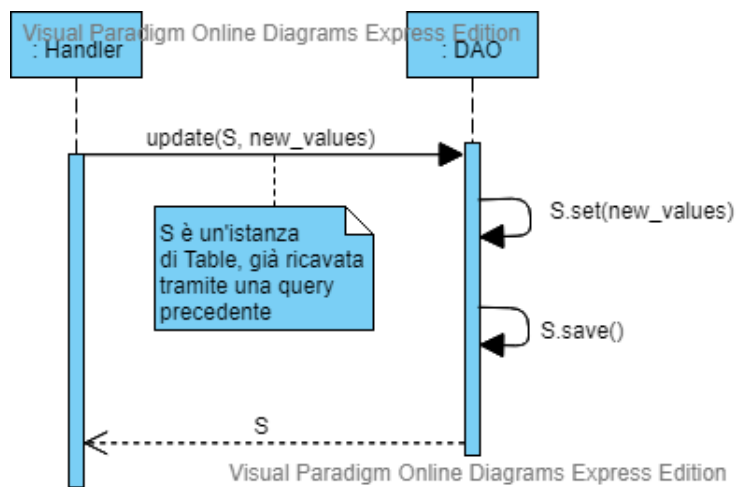 Visual Paradigm Online Diagrams Express Edition
: Handler
: DAO
update(S, new_values)
S.set(new_values)
S è un'istanza
di Table, già ricavata
tramite una query
precedente
S.save()
S
Visual Paradigm Online Diagrams Express Edition